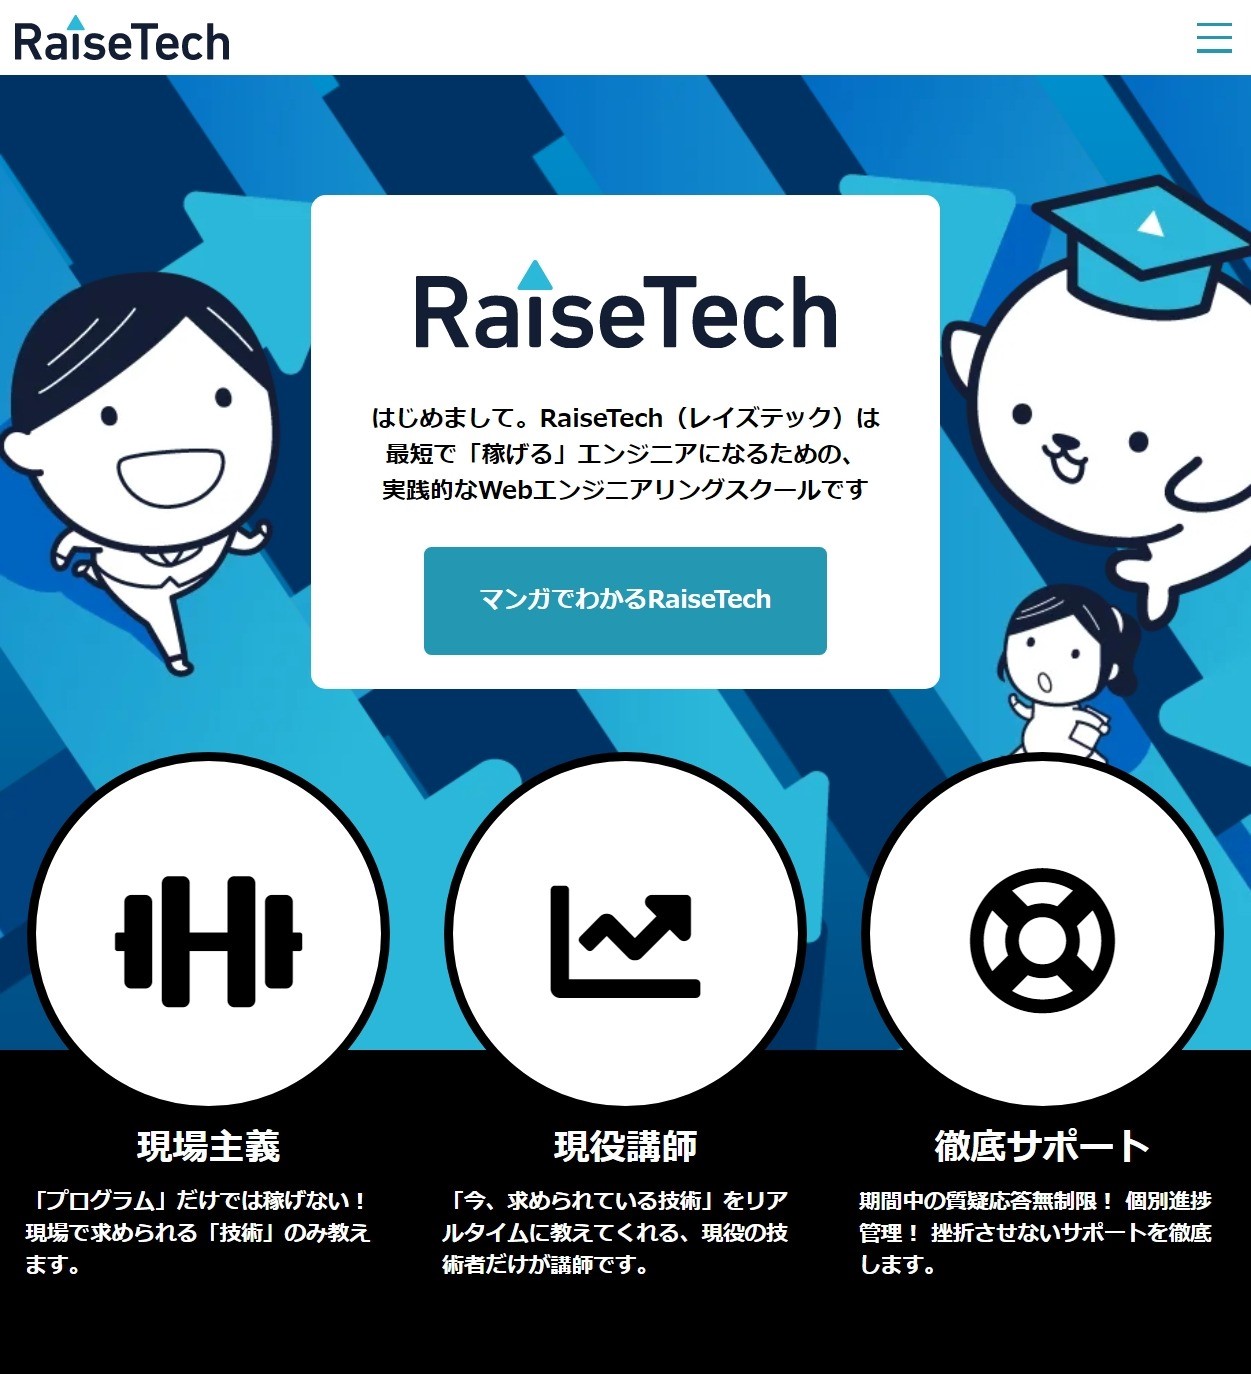 RaiseTech
RaiseTech
はじめまして。RaiseTech（レイズテック）は
最短で「稼げる」エンジニアになるための、
実践的なWebエンジニアリングスクールです
マンガでわかるRaiseTech
現場主義
「プログラム」だけでは稼げない！
現場で求められる「技術」のみ教え
ます。
現役講師
「今、求められている技術」をリア
ルタイムに教えてくれる、現役の技
術者だけが講師です。
徹底サポート
期間中の質疑応答無制限！ 個別進捗
管理！ 挫折させないサポートを徹底
します。